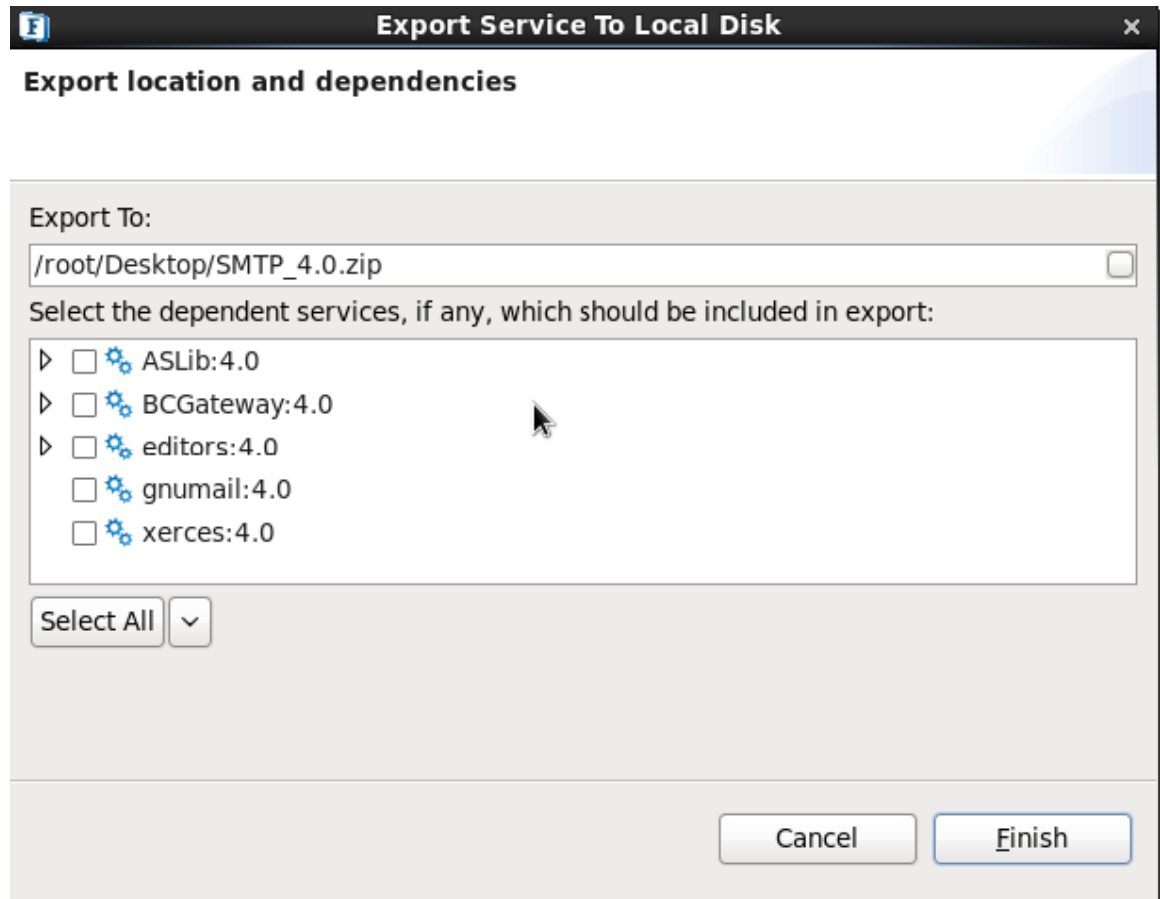 F
Export Service To Local Disk
Export location and dependencies
Export To:
/root/Desktop/SMTP_4.0.zip
Select the dependent services, if any, which should be included in export:
ASLib:4.0
BCGateway:4.0
editors:4.0
gnumail:4.0
xerces:4.0
Select All
Cancel
Finish